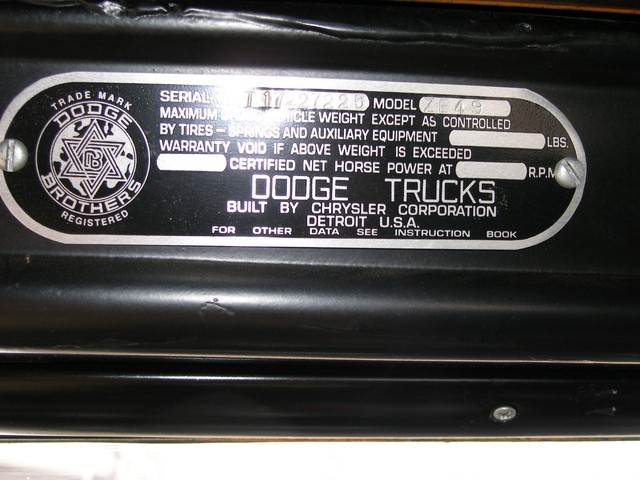 TRADE MARK
DODGE
DB
BROTHERS
REGISTERED
SERIAL MODEL
MAXIMUM VEHICLE WEIGHT EXCEPT AS CONTROLLED
BY TIRES - SPRINGS AND AUXILIARY EQUIPMENT LBS.
WARRANTY VOID IF ABOVE WEIGHT IS EXCEEDED
CERTIFIED NET HORSE POWER AT R.P.M
DODGE TRUCKS
BUILT BY CHRYSLER CORPORATION
DETROIT U.S.A.
FOR OTHER DATA SEE INSTRUCTION BOOK